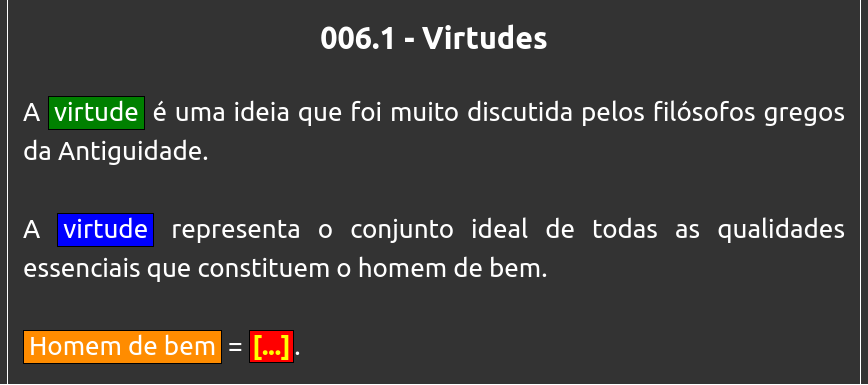 006.1 - Virtudes
A virtude é uma ideia que foi muito discutida pelos filósofos gregos
da Antiguidade.
A virtude representa o conjunto ideal de todas as qualidades
essenciais que constituem o homem de bem.
Homem de bem = [...].